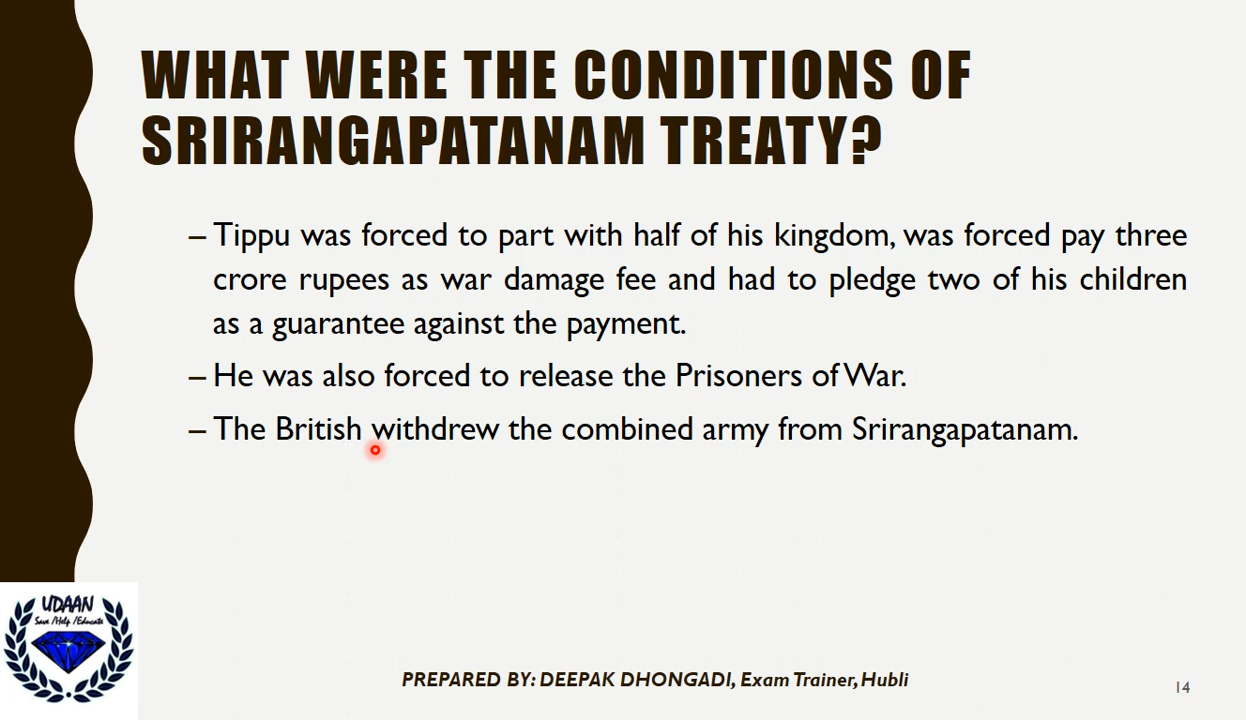 WHAT WERE THE CONDITIONS OF
SRIRANGAPATANAM TREATY?
– Tippu was forced to part with half of his kingdom, was forced pay three
crore rupees as war damage fee and had to pledge two of his children
as a guarantee against the payment.
– He was also forced to release the Prisoners of War.
– The British withdrew the combined army from Srirangapatanam.
UDAAN
Save /Help /Educate
PREPARED BY: DEEPAK DHONGADI, Exam Trainer, Hubli
14